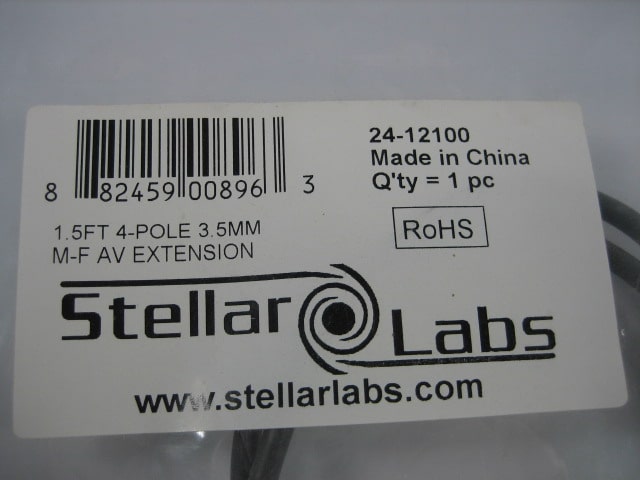 8 82459 00896 3
24-12100
Made in China
Q'ty = 1 pc
1.5FT 4-POLE 3.5MM
M-F AV EXTENSION
RoHS
Stellar Labs
www.stellarlabs.com